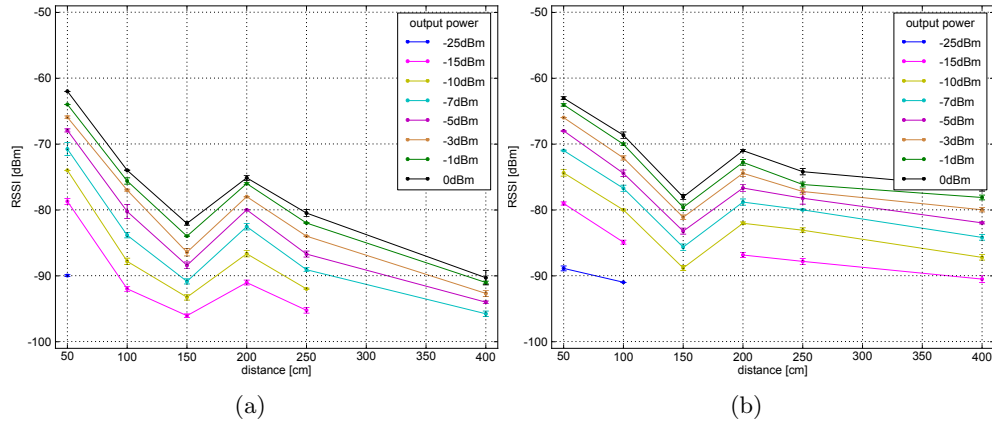 -50
-60
-70
-80
-90
-100
RSSI [dBm]
50 100 150 200 250 300 350 400
distance [cm]
output power
-25dBm
-15dBm
-10dBm
-7dBm
-5dBm
-3dBm
-1dBm
0dBm
(a)
-50
-60
-70
-80
-90
-100
RSSI [dBm]
50 100 150 200 250 300 350 400
distance [cm]
output power
-25dBm
-15dBm
-10dBm
-7dBm
-5dBm
-3dBm
-1dBm
0dBm
(b)